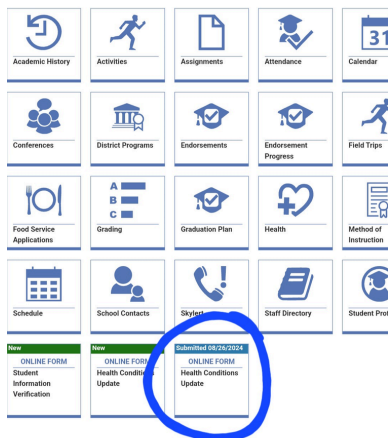 Academic History
Activities
Assignments
Attendance
31
Calendar
Conferences
District Programs
Endorsements
Endorsement
Progress
Field Trips
A
B
C
Food Service
Applications
Grading
Graduation Plan
Health
Method of
Instruction
Schedule
School Contacts
Skylert
Staff Directory
Student
New
ONLINE FORM
Student
Information
Verification
New
ONLINE FORM
Health Conditions
Update
Submitted 08/26/2024
ONLINE FORM
Health Conditions
Update